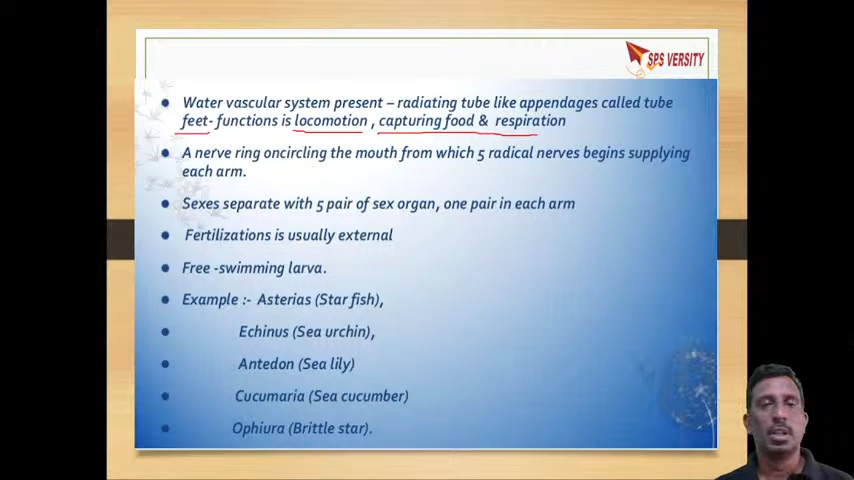 SPS VERSITY
Water vascular system present – radiating tube like appendages called tube
feet- functions is locomotion , capturing food & respiration
A nerve ring oncircling the mouth from which 5 radical nerves begins supplying
each arm.
Sexes separate with 5 pair of sex organ, one pair in each arm
Fertilizations is usually external
Free -swimming larva.
Example :- Asterias (Star fish),
Echinus (Sea urchin),
Antedon (Sea lily)
Cucumaria (Sea cucumber)
Ophiura (Brittle star).